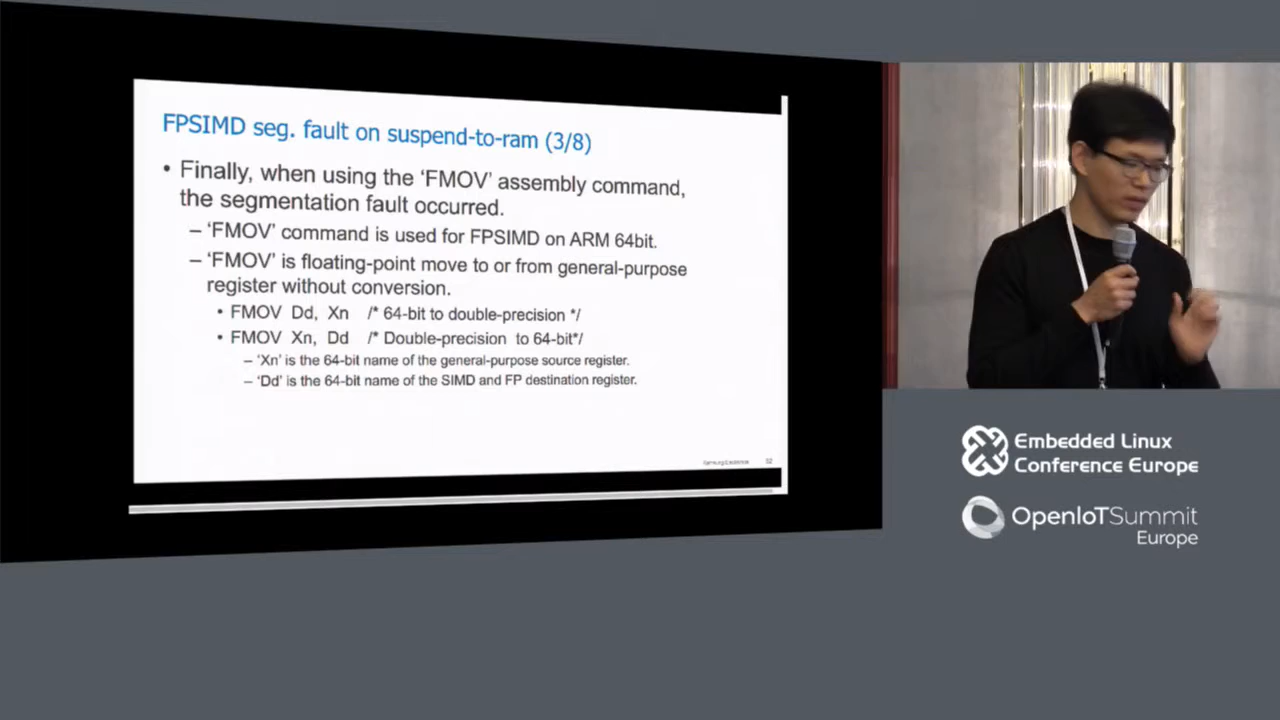 FPSIMD seg. fault on suspend-to-ram (3/8)
• Finally, when using the ‘FMOV’ assembly command,
the segmentation fault occurred.
– ‘FMOV’ command is used for FPSIMD on ARM 64bit.
– ‘FMOV’ is floating-point move to or from general-purpose
register without conversion.
• FMOV Dd, Xn /* 64-bit to double-precision */
• FMOV Xn, Dd /* Double-precision to 64-bit*/
– ‘Xn’ is the 64-bit name of the general-purpose source register.
– ‘Dd’ is the 64-bit name of the SIMD and FP destination register.
Samsung Electronics 52
Embedded Linux
Conference Europe
OpenIoTSummit
Europe